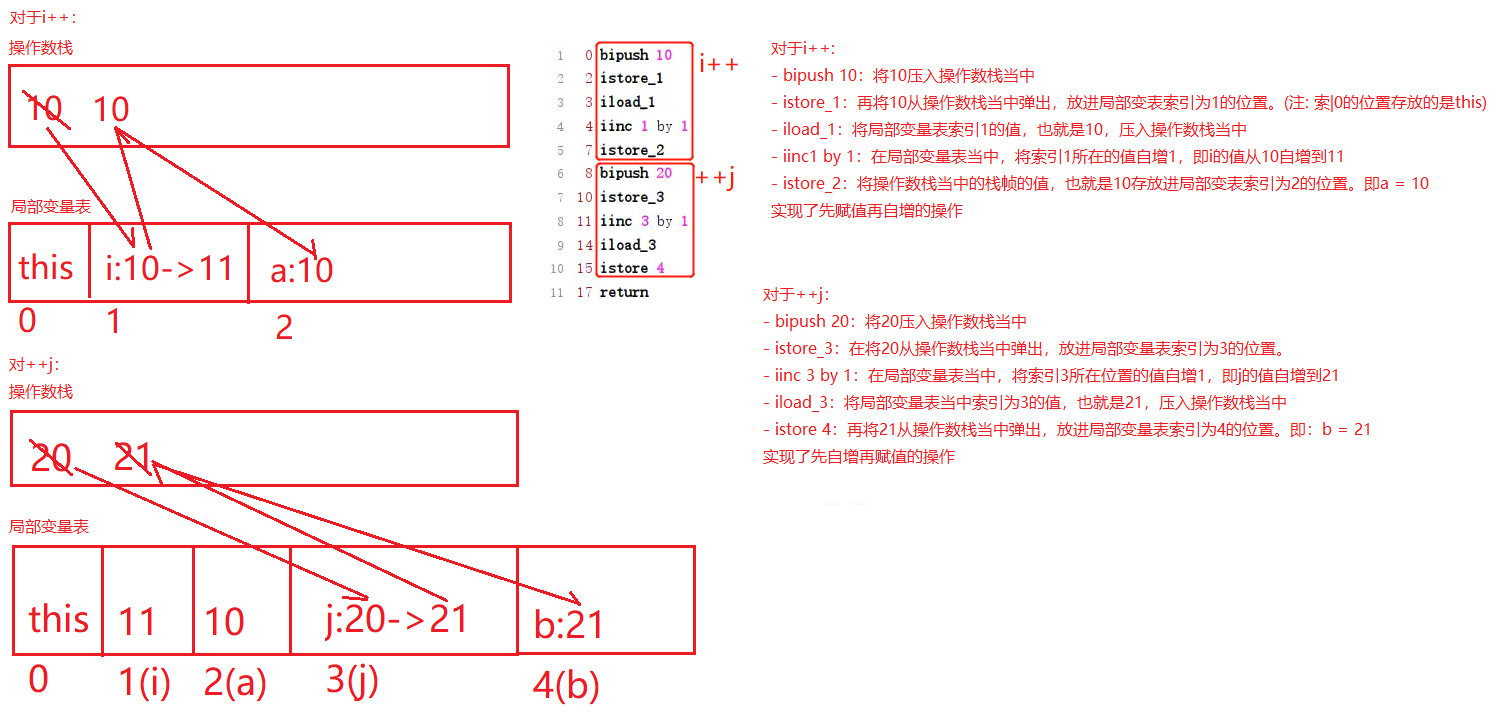 对于i++：
操作数栈
10 10
局部变量表
this i:10->11 a:10
0 1 2
对++j：
操作数栈
20 21
局部变量表
this 11 10 j:20->21 b:21
0 1(i) 2(a) 3(j) 4(b)
1 0 bipush 10
2 2 istore_1
3 3 iload_1
4 4 iinc 1 by 1
5 7 istore_2
6 8 bipush 20
7 10 istore_3
8 11 iinc 3 by 1
9 14 iload_3
10 15 istore 4
11 17 return
i++
++j
对于i++：
- bipush 10：将10压入操作数栈当中
- istore_1：再将10从操作数栈当中弹出，放进局部变表索引为1的位置。(注: 索|0的位置存放的是this)
- iload_1：将局部变量表索引1的值，也就是10，压入操作数栈当中
- iinc1 by 1：在局部变量表当中，将索引1所在的值自增1，即i的值从10自增到11
- istore_2：将操作数栈当中的栈帧的值，也就是10存放进局部变表索引为2的位置。即a = 10
实现了先赋值再自增的操作
对于++j：
- bipush 20：将20压入操作数栈当中
- istore_3：在将20从操作数栈当中弹出，放进局部变量表索引为3的位置。
- iinc 3 by 1：在局部变量表当中，将索引3所在位置的值自增1，即j的值自增到21
- iload_3：将局部变量表当中索引为3的值，也就是21，压入操作数栈当中
- istore 4：再将21从操作数栈当中弹出，放进局部变量表索引为4的位置。即：b = 21
实现了先自增再赋值的操作